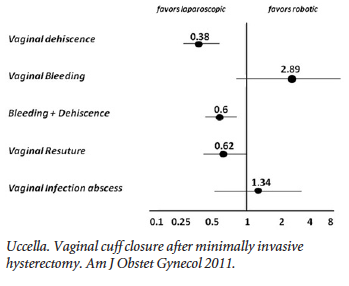 favors laparoscopic favors robotic
Vaginal dehiscence 0.38
Vaginal Bleeding 2.89
Bleeding + Dehiscence 0.6
Vaginal Resuture 0.62
Vaginal Infection abscess 1.34
0.1 0.25 0.5 1 2 4 8
Uccella. Vaginal cuff closure after minimally invasive
hysterectomy. Am J Obstet Gynecol 2011.